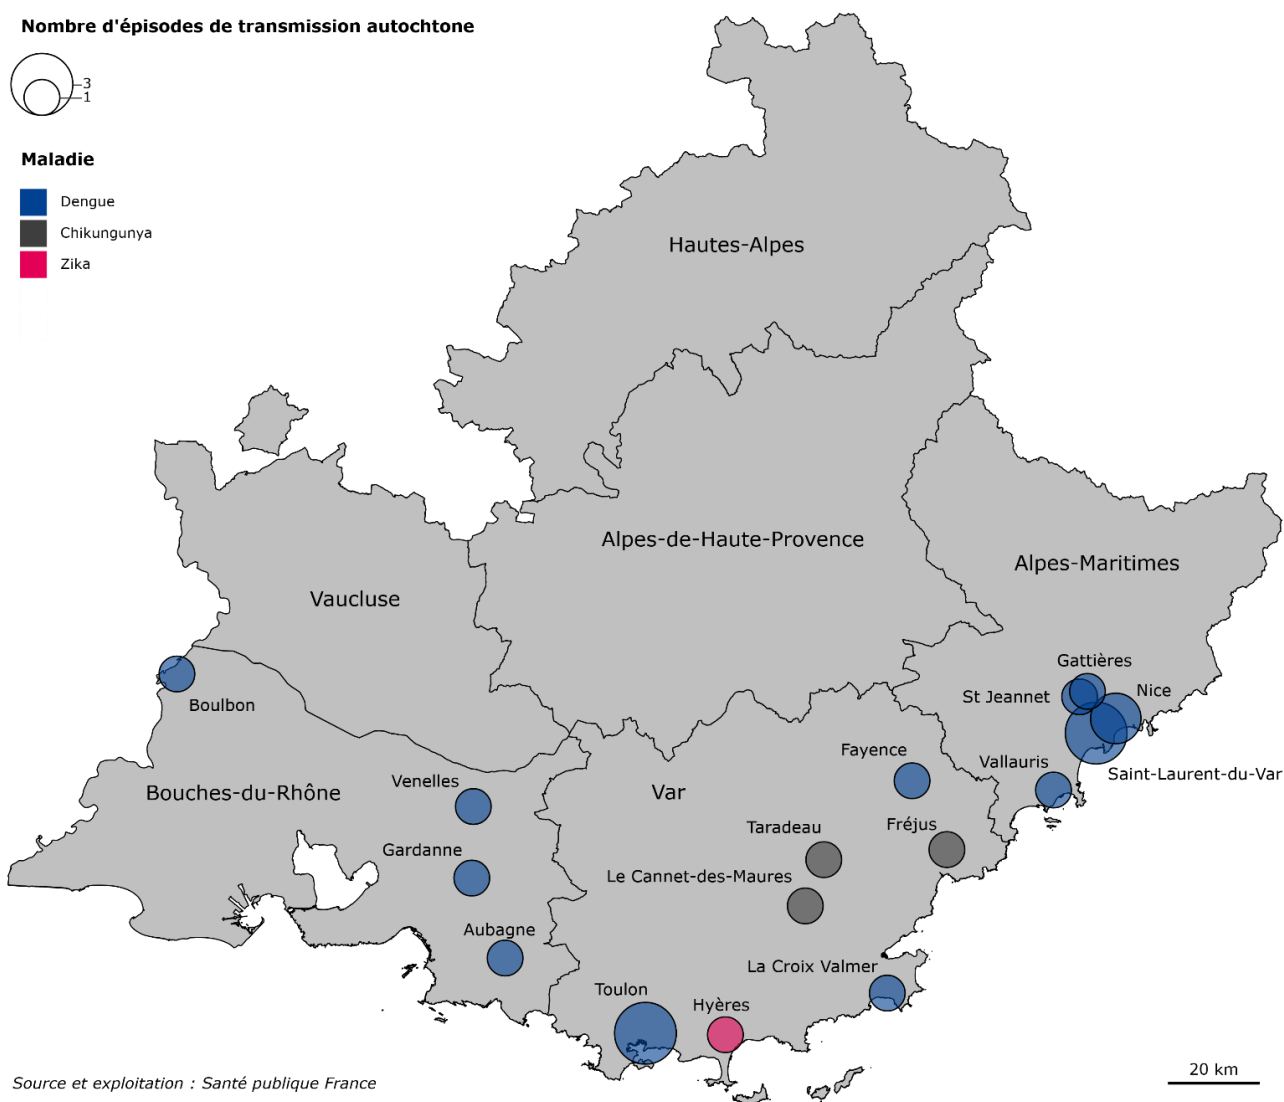 Nombre d'épisodes de transmission autochtone
3
1
Maladie
Dengue
Chikungunya
Zika
Hautes-Alpes
Alpes-de-Haute-Provence
Alpes-Maritimes
Vaucluse
Gattières
St Jeannet
Nice
Boulbon
Fayence
Vallauris
Saint-Laurent-du-Var
Venelles
Bouches-du-Rhône
Var
Taradeau
Fréjus
Gardanne
Le Cannet-des-Maures
Aubagne
La Croix Valmer
Toulon
Hyères
20 km
Source et exploitation : Santé publique France